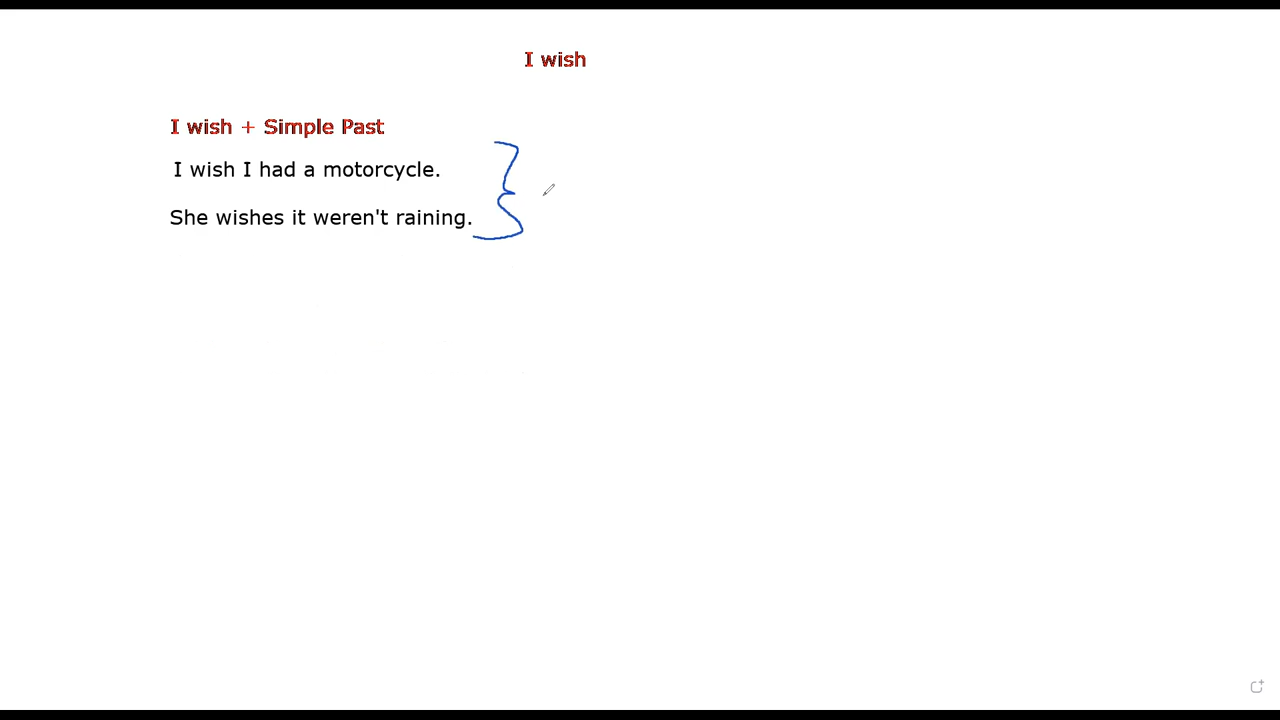 I wish
I wish + Simple Past
I wish I had a motorcycle.
She wishes it weren't raining.